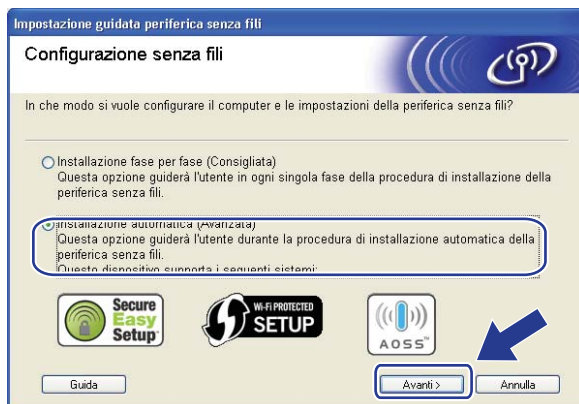 Impostazione guidata periferica senza fili
Configurazione senza fili
In che modo si vuole configurare il computer e le impostazioni della periferica senza fili?
Installazione fase per fase (Consigliata)
Questa opzione guiderà l'utente in ogni singola fase della procedura di installazione della
periferica senza fili.
Installazione automatica (Avanzata)
Questa opzione guiderà l'utente durante la procedura di installazione automatica della
periferica senza fili.
Questo dispositivo supporta i seguenti sistemi:
Secure
Easy
Setup
Wi-Fi PROTECTED
SETUP
AOSS™
Guida
Avanti >
Annulla